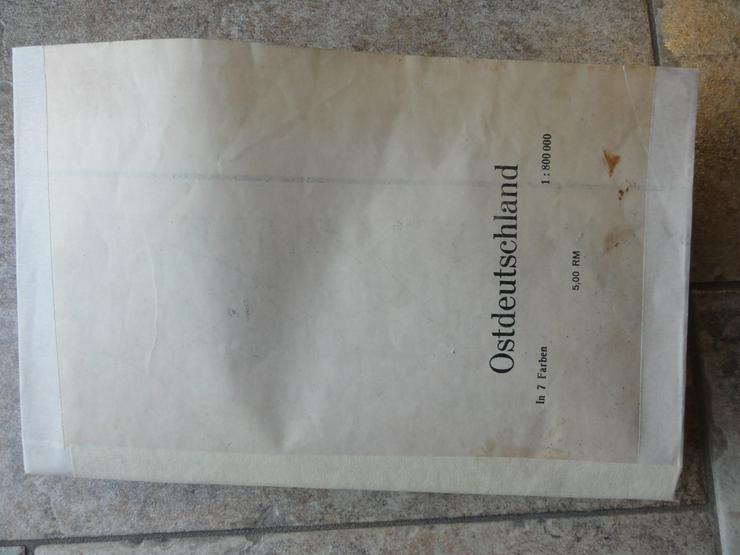 Ostdeutschland
In 7 Farben 1 : 800 000
5,00 RM